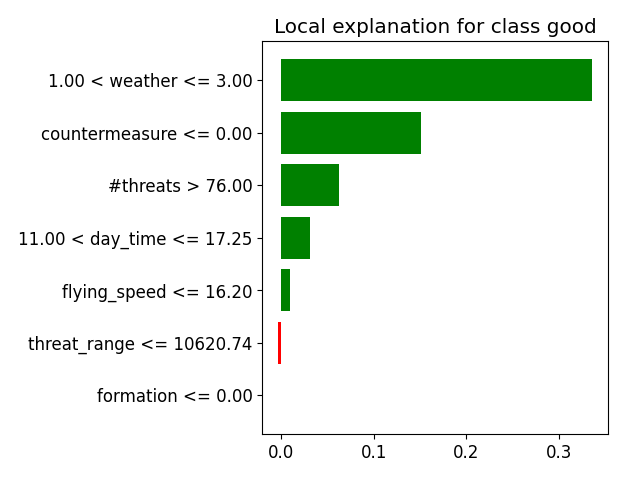 Local explanation for class good
1.00 < weather <= 3.00
countermeasure <= 0.00
#threats > 76.00
11.00 < day_time <= 17.25
flying_speed <= 16.20
threat_range <= 10620.74
formation <= 0.00
0.0 0.1 0.2 0.3